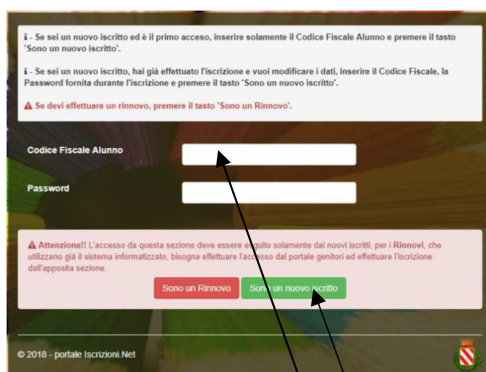 i - Se sei un nuovo iscritto ed è il primo acceso, inserire solamente il Codice Fiscale Alunno e premere il tasto
'Sono un nuovo iscritto'.
i - Se sei un nuovo iscritto, hai già effettuato l'iscrizione e vuoi modificare i dati, inserire il Codice Fiscale, la
Password fornita durante l'iscrizione e premere il tasto 'Sono un nuovo iscritto'.
Se devi effettuare un rinnovo, premere il tasto 'Sono un Rinnovo'.
Codice Fiscale Alunno
Password
Attenzione!! L'accesso da questa sezione deve essere eseguito solamente dai nuovi iscritti, per i Rinnovi, che
utilizzano già il sistema informatizzato, bisogna effettuare l'accesso dal portale genitori ed effettuare l'iscrizione
dall'apposita sezione.
Sono un Rinnovo Sono un nuovo iscritto
© 2018 - portale Iscrizioni.Net